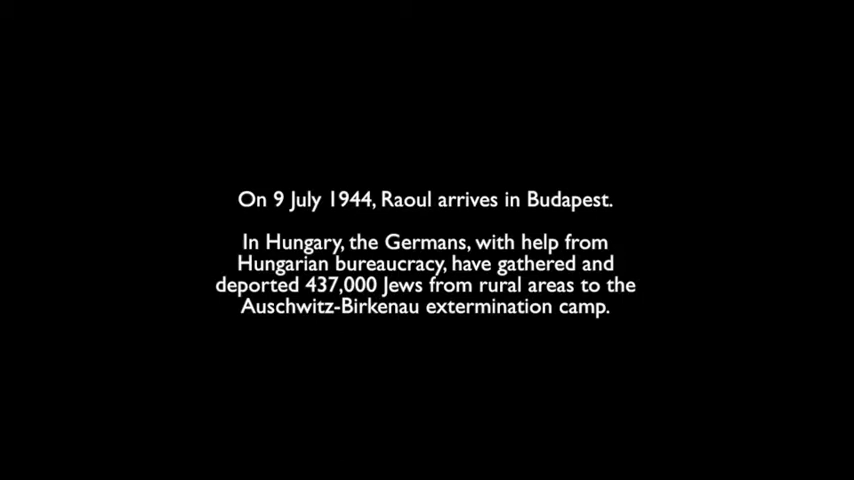 On 9 July 1944, Raoul arrives in Budapest.
In Hungary, the Germans, with help from
Hungarian bureaucracy, have gathered and
deported 437,000 Jews from rural areas to the
Auschwitz-Birkenau extermination camp.